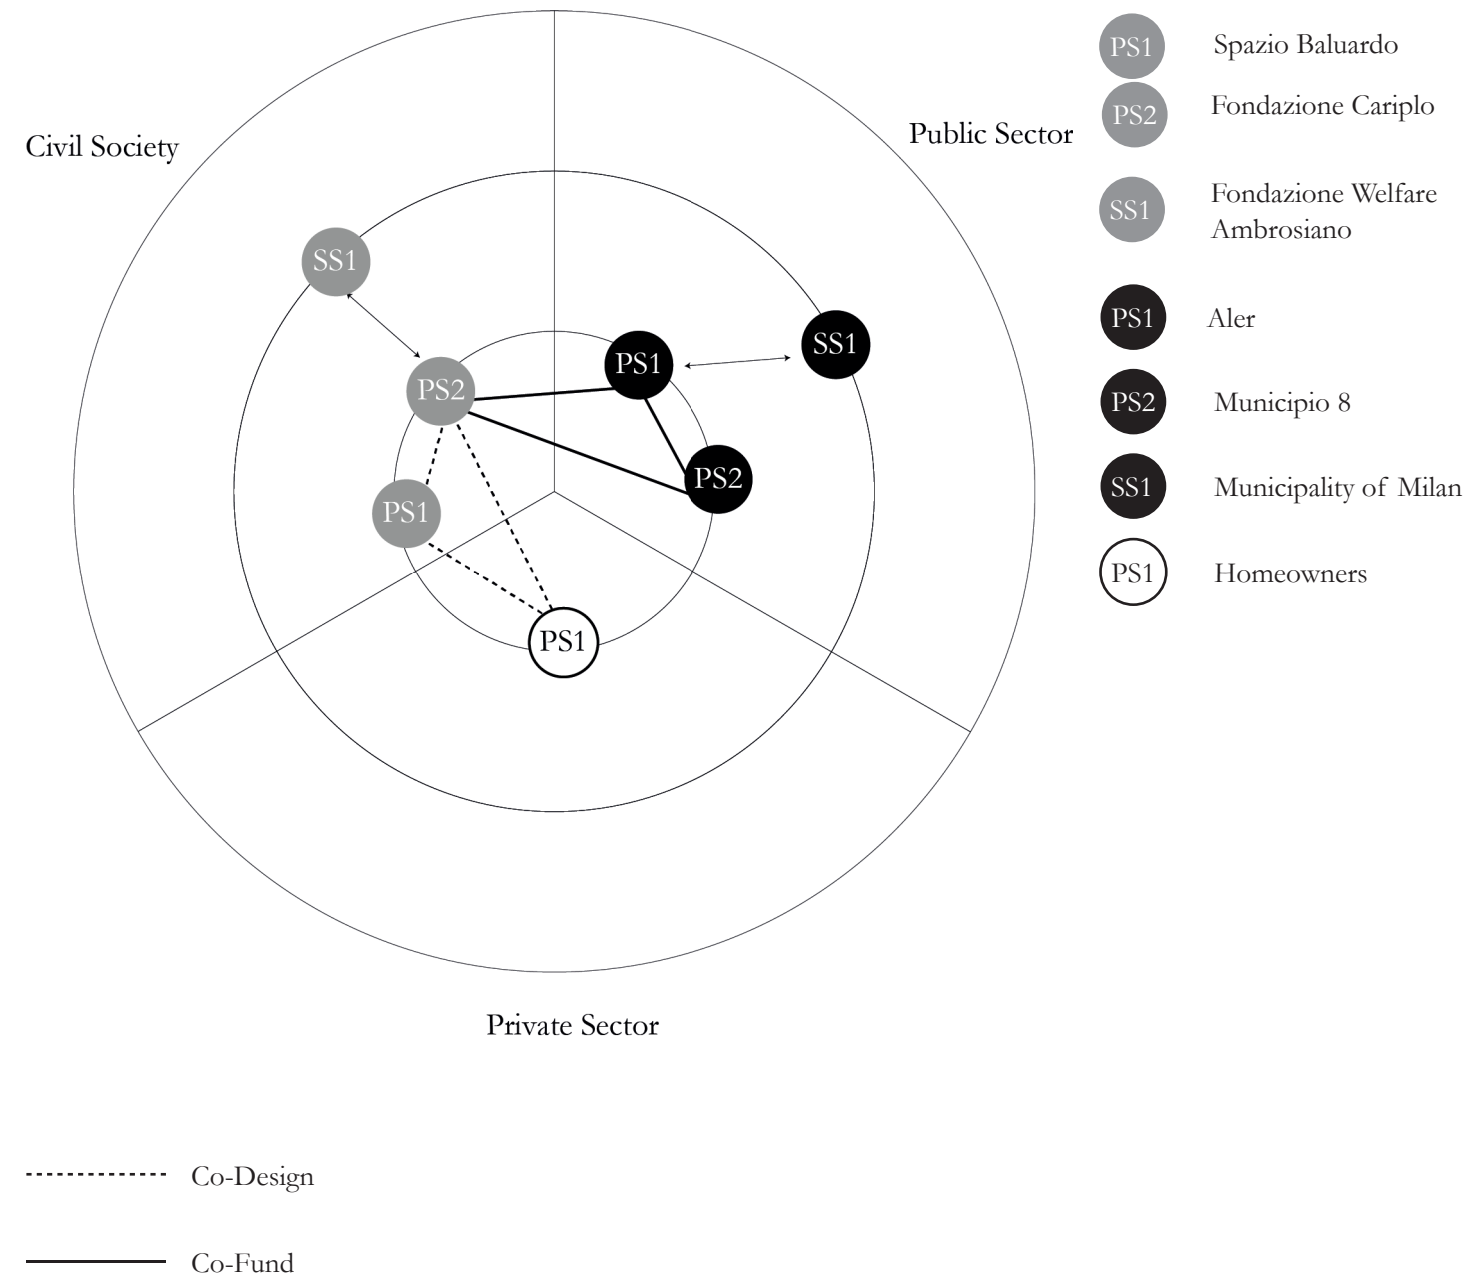 PS1 Spazio Baluardo
PS2 Fondazione Cariplo
Civil Society
Public Sector
SS1 Fondazione Welfare
Ambrosiano
SS1
PS1 Aler
SS1
PS1
PS2
PS2 Municipio 8
PS2
SS1 Municipality of Milan
PS1
PS1 Homeowners
PS1
Private Sector
Co-Design
Co-Fund